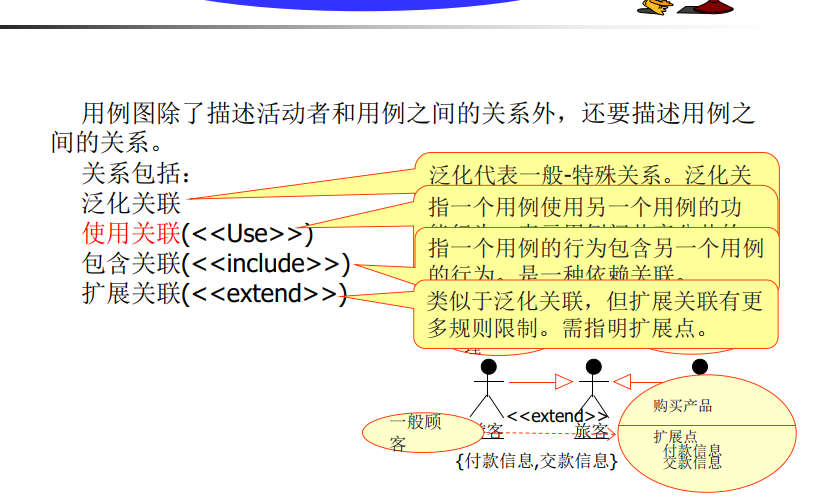 用例图除了描述活动者和用例之间的关系外，还要描述用例之
间的关系。
关系包括：
泛化关联
使用关联(<<Use>>)
包含关联(<<include>>)
扩展关联(<<extend>>)
泛化代表一般-特殊关系。泛化关
指一个用例使用另一个用例的功
指一个用例的行为包含另一个用例
的行为。是一种依赖关联。
类似于泛化关联，但扩展关联有更
多规则限制。需指明扩展点。
购买产品
<<extend>>
一般顾
客
旅客
扩展点
付款信息
交款信息
{付款信息,交款信息}